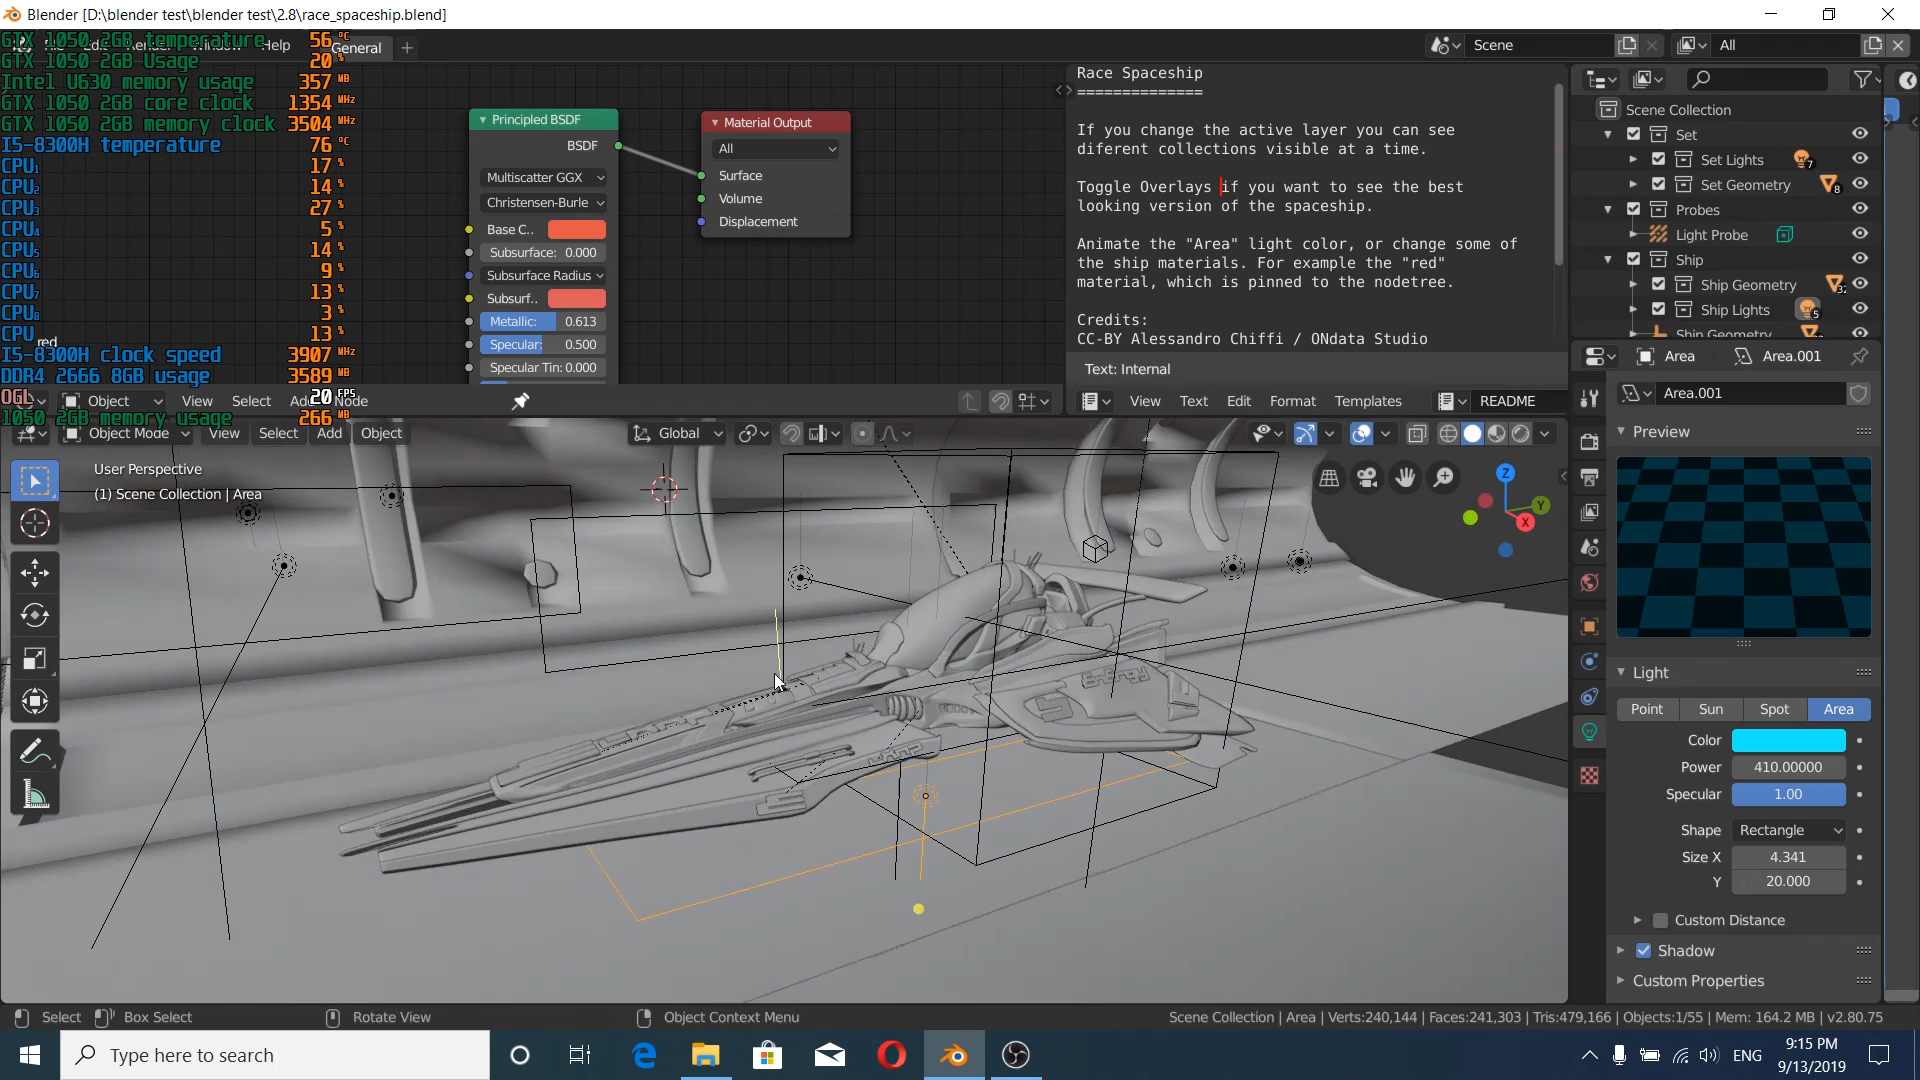 Blender [D:\blender test\blender test\2.8\race_spaceship.blend]
Help
General
Scene
All
GTX 1050 2GB temperature 56 °C
GTX 1050 2GB Usage 20 %
Intel U630 memory usage 357 MB
GTX 1050 2GB core clock 1354 MHz
GTX 1050 2GB memory clock 3504 MHz
I5-8300H temperature 76 °C
CPU1 17 %
CPU2 14 %
CPU3 27 %
CPU4 5 %
CPU5 14 %
CPU6 9 %
CPU7 13 %
CPU8 3 %
CPU 13 %
I5-8300H clock speed 3907 MHz
DDR4 2666 8GB usage 3589 MB
OGL 20 FPS
1050 2GB memory usage 266 MB
red
Principled BSDF
BSDF
Multiscatter GGX
Christensen-Burle
Base C..
Subsurface: 0.000
Subsurface Radius
Subsurf..
Metallic: 0.613
Specular: 0.500
Specular Tin: 0.000
Material Output
All
Surface
Volume
Displacement
Object View Select Add Node
Race Spaceship
==============
If you change the active layer you can see
diferent collections visible at a time.
Toggle Overlays if you want to see the best
looking version of the spaceship.
Animate the "Area" light color, or change some of
the ship materials. For example the "red"
material, which is pinned to the nodetree.
Credits:
CC-BY Alessandro Chiffi / ONdata Studio
Text: Internal
View Text Edit Format Templates README
Scene Collection
Set
Set Lights 7
Set Geometry 8
Probes
Light Probe
Ship
Ship Geometry 32
Ship Lights 5
Ship Geometry
Area Area.001
Area.001
Preview
Light
Point Sun Spot Area
Color
Power 410.00000
Specular 1.00
Shape Rectangle
Size X 4.341
Y 20.000
Custom Distance
Shadow
Custom Properties
Object Mode View Select Add Object Global
User Perspective
(1) Scene Collection | Area
Z
Y
X
Select Box Select Rotate View Object Context Menu
Scene Collection | Area | Verts:240,144 | Faces:241,303 | Tris:479,166 | Objects:1/55 | Mem: 164.2 MB | v2.80.75
Type here to search
ENG
9:15 PM
9/13/2019